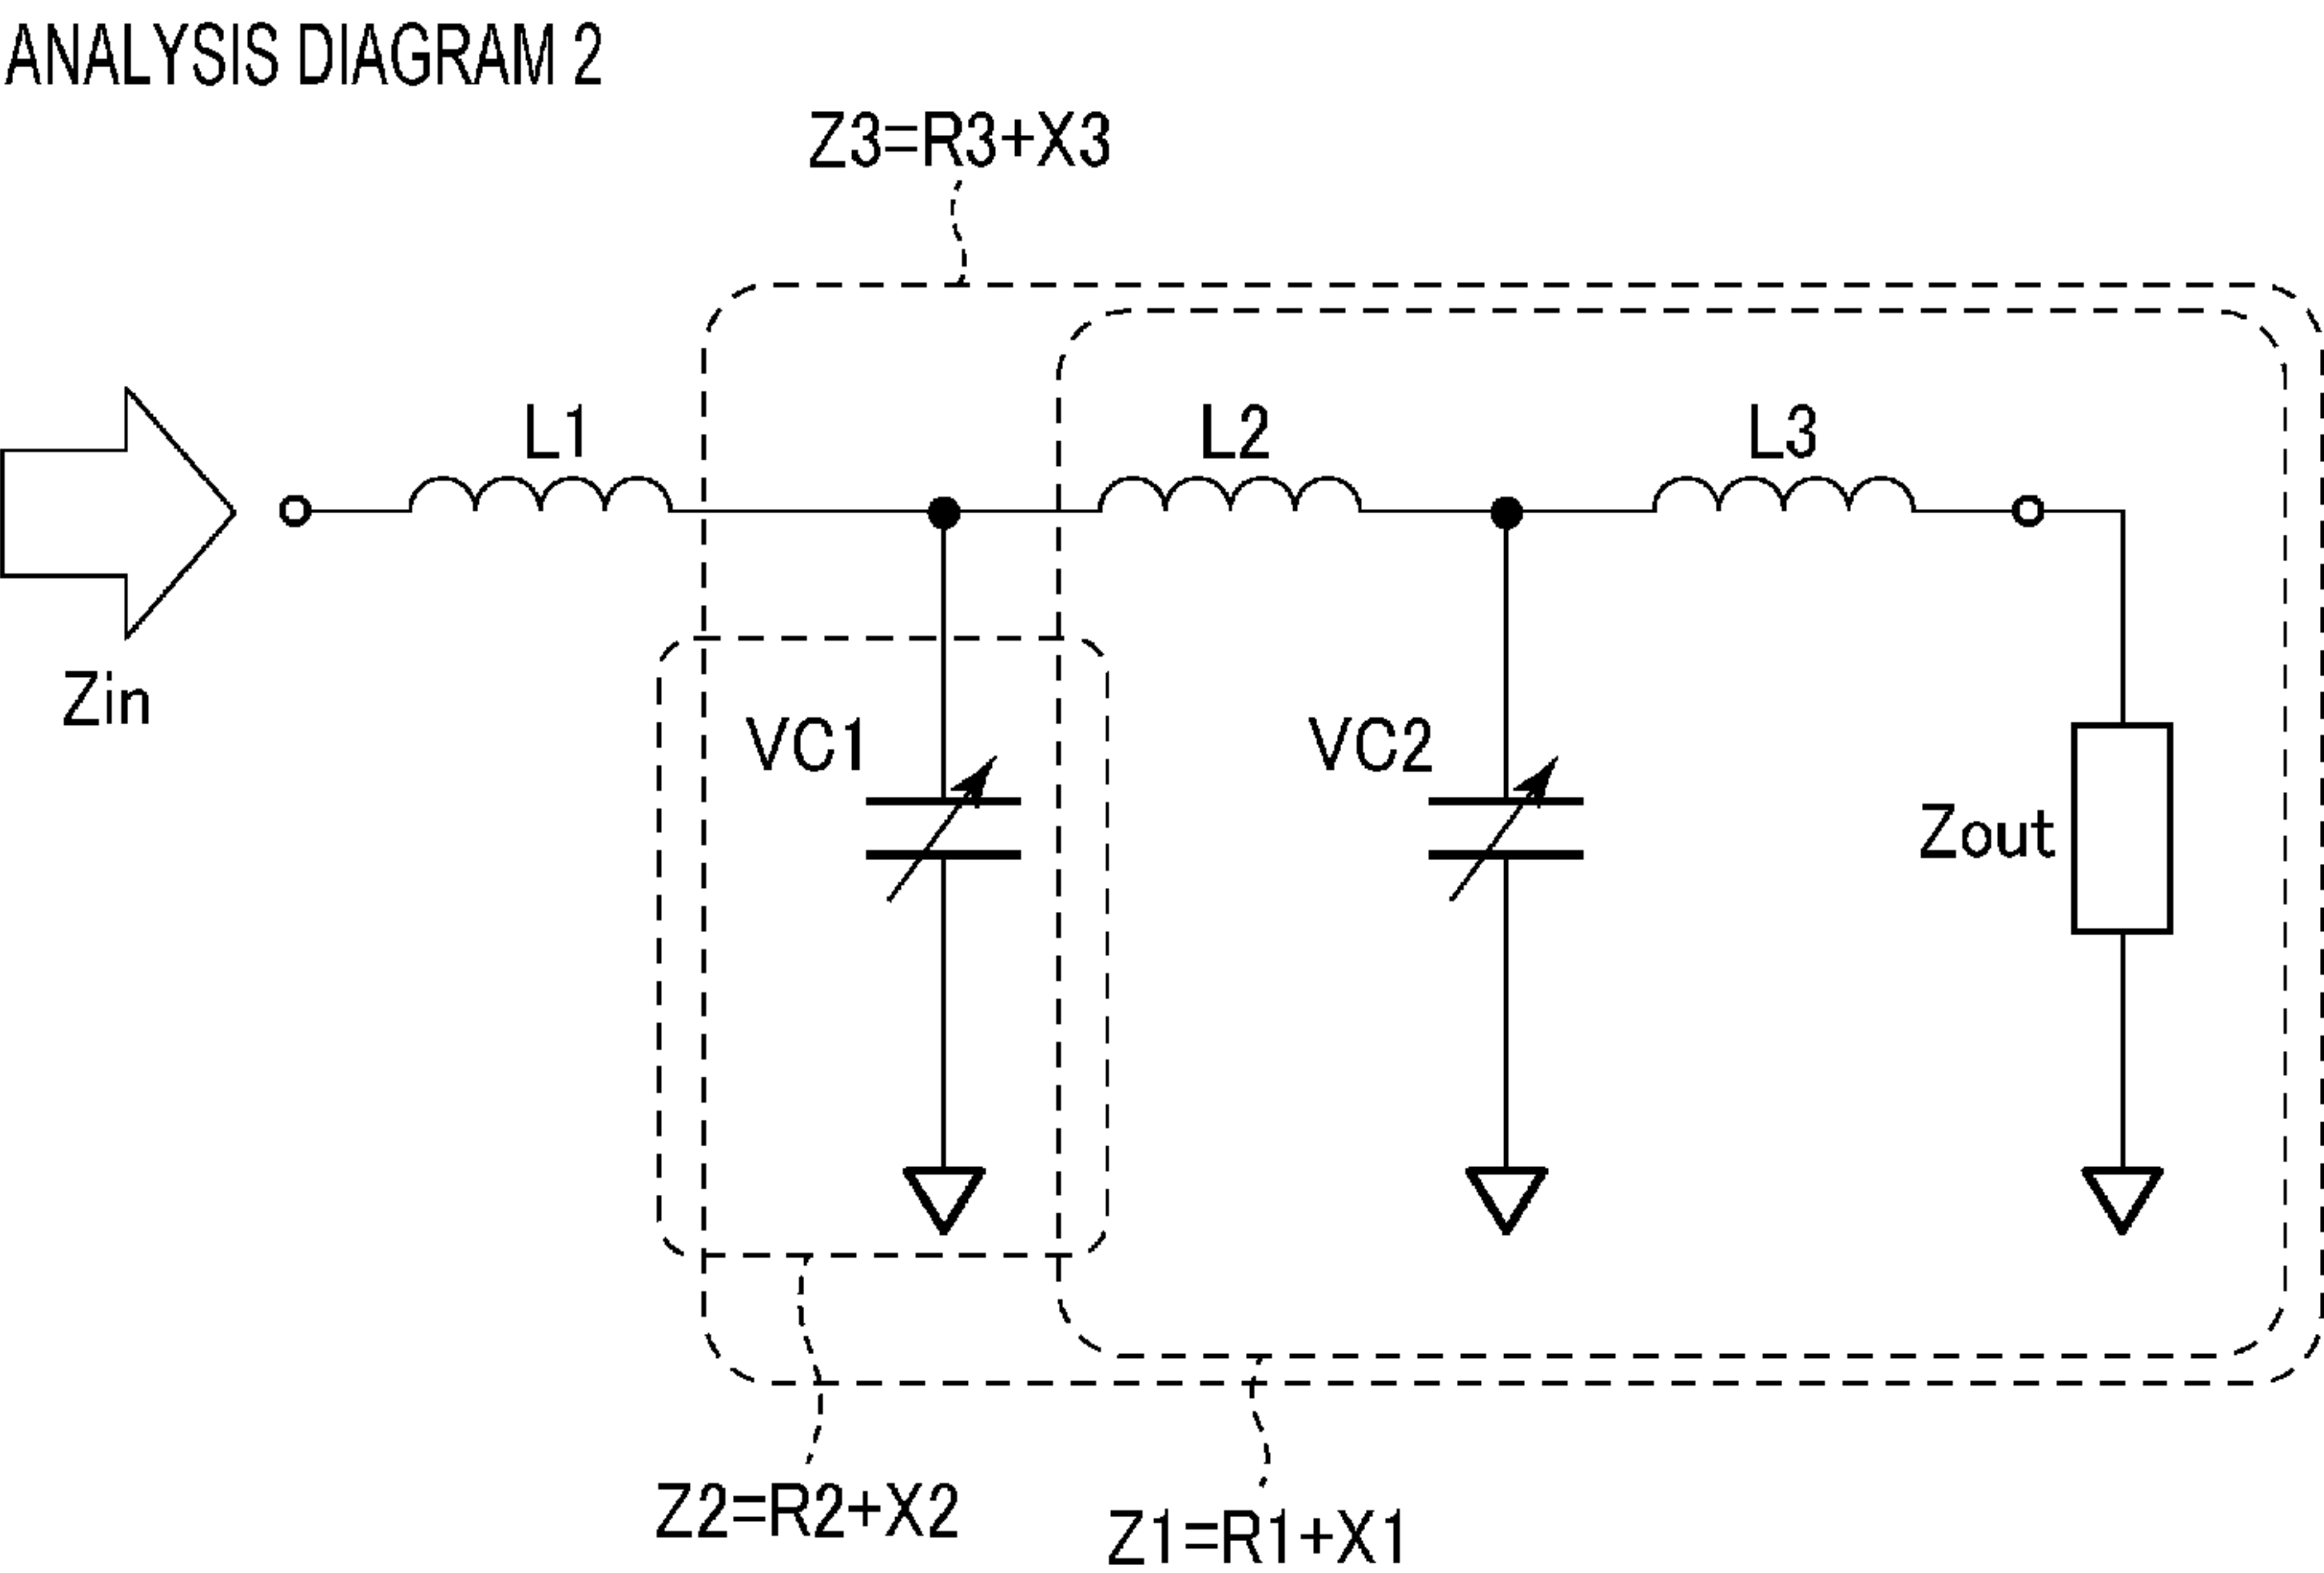 ANALYSIS DIAGRAM 2
Z3=R3+X3
L1
L2
L3
Zin
VC1
VC2
Zout
Z2=R2+X2
Z1=R1+X1